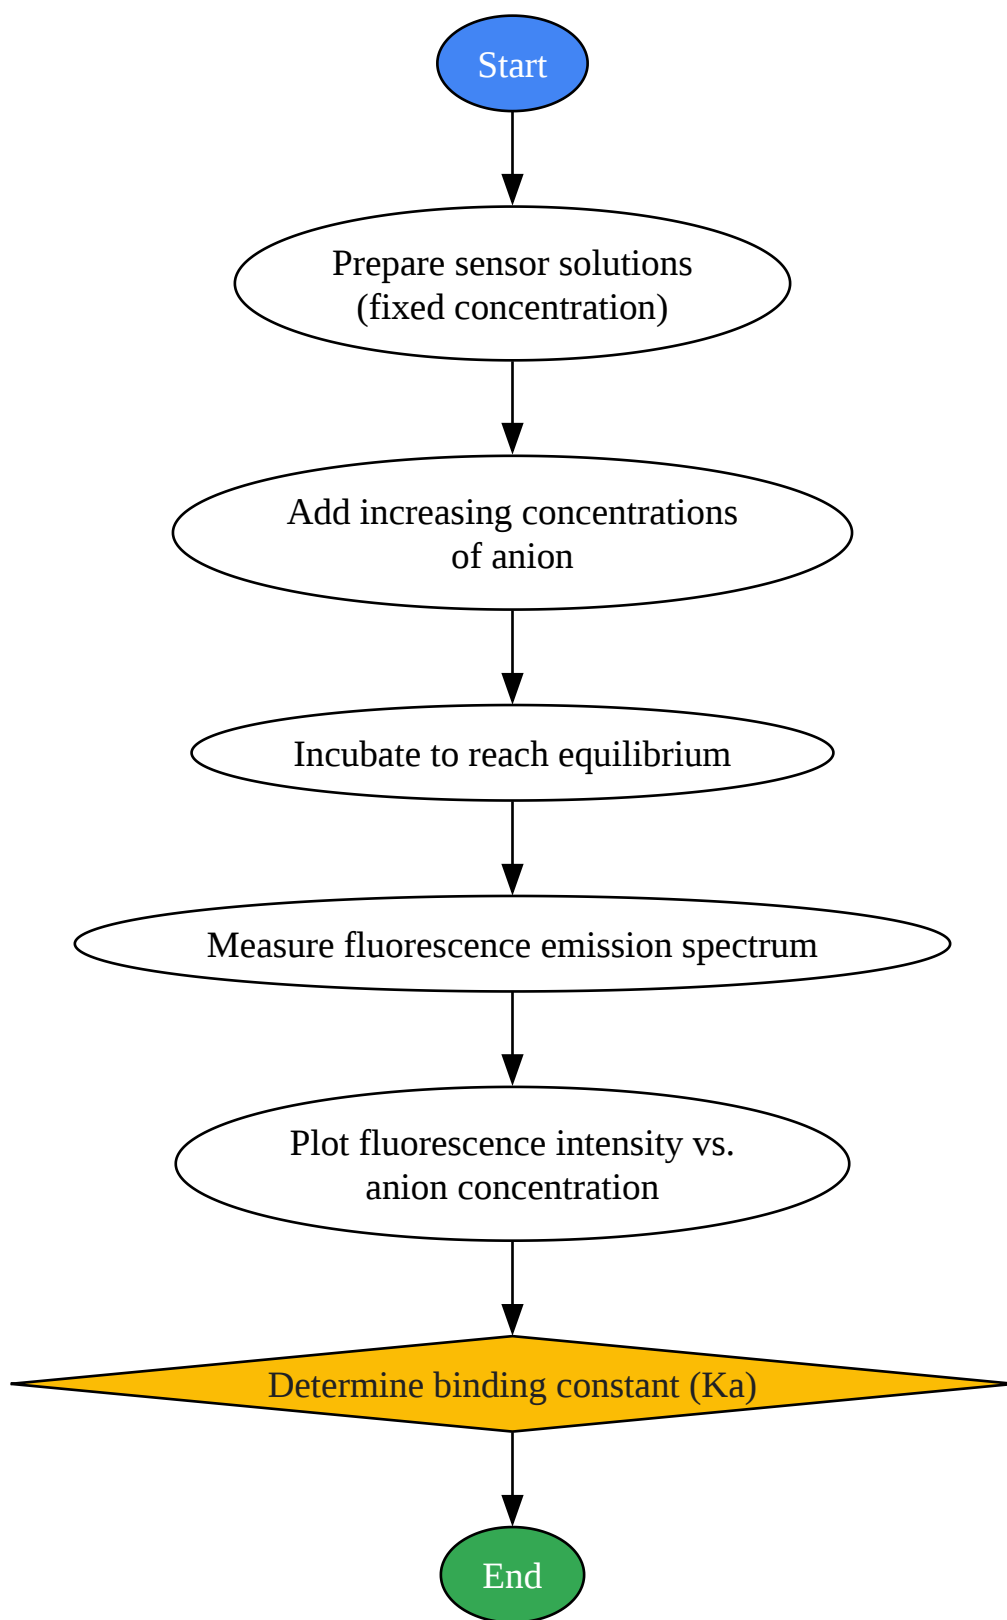 Start
Prepare sensor solutions
(fixed concentration)
Add increasing concentrations
of anion
Incubate to reach equilibrium
Measure fluorescence emission spectrum
Plot fluorescence intensity vs.
anion concentration
Determine binding constant (Ka)
End